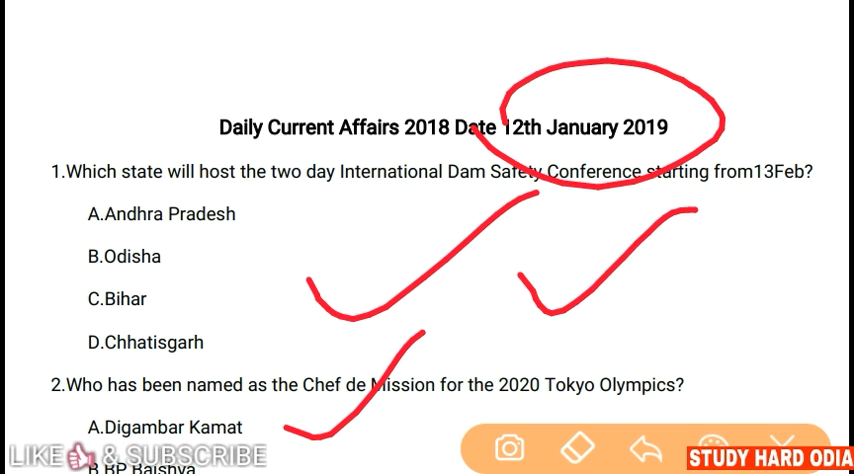 Daily Current Affairs 2018 Date 12th January 2019
1.Which state will host the two day International Dam Safety Conference starting from13Feb?
A.Andhra Pradesh
B.Odisha
C.Bihar
D.Chhatisgarh
2.Who has been named as the Chef de Mission for the 2020 Tokyo Olympics?
A.Digambar Kamat
LIKE & SUBSCRIBE
B BP Baishya
STUDY HARD ODIA